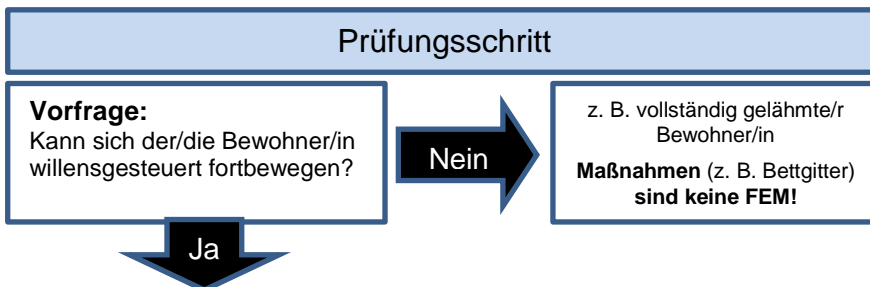 Prüfungsschritt
Vorfrage:
Kann sich der/die Bewohner/in
willensgesteuert fortbewegen?
Nein
z. B. vollständig gelähmte/r
Bewohner/in
Maßnahmen (z. B. Bettgitter)
sind keine FEM!
Ja